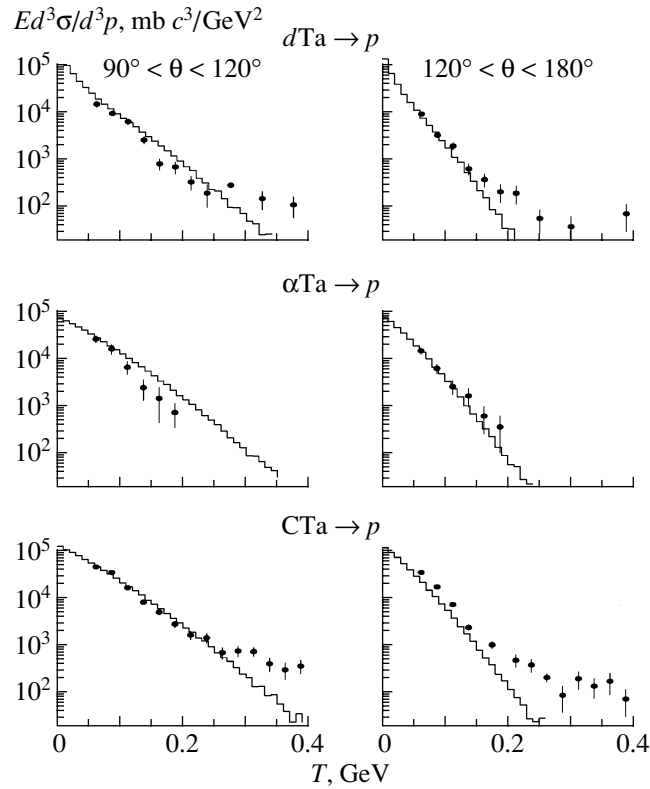 Ed³σ/d³p, mb c³/GeV²
dTa → p
90° < θ < 120°
120° < θ < 180°
10⁵
10⁴
10³
10²
αTa → p
10⁵
10⁴
10³
10²
CTa → p
10⁵
10⁴
10³
10²
0 0.2 0.4 0 0.2 0.4
T, GeV